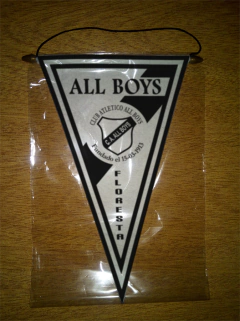 ALL BOYS
CLUB ATLETICO ALL BOYS
C.A. ALL BOYS
Fundado el 15-03-1913
FLORESTA